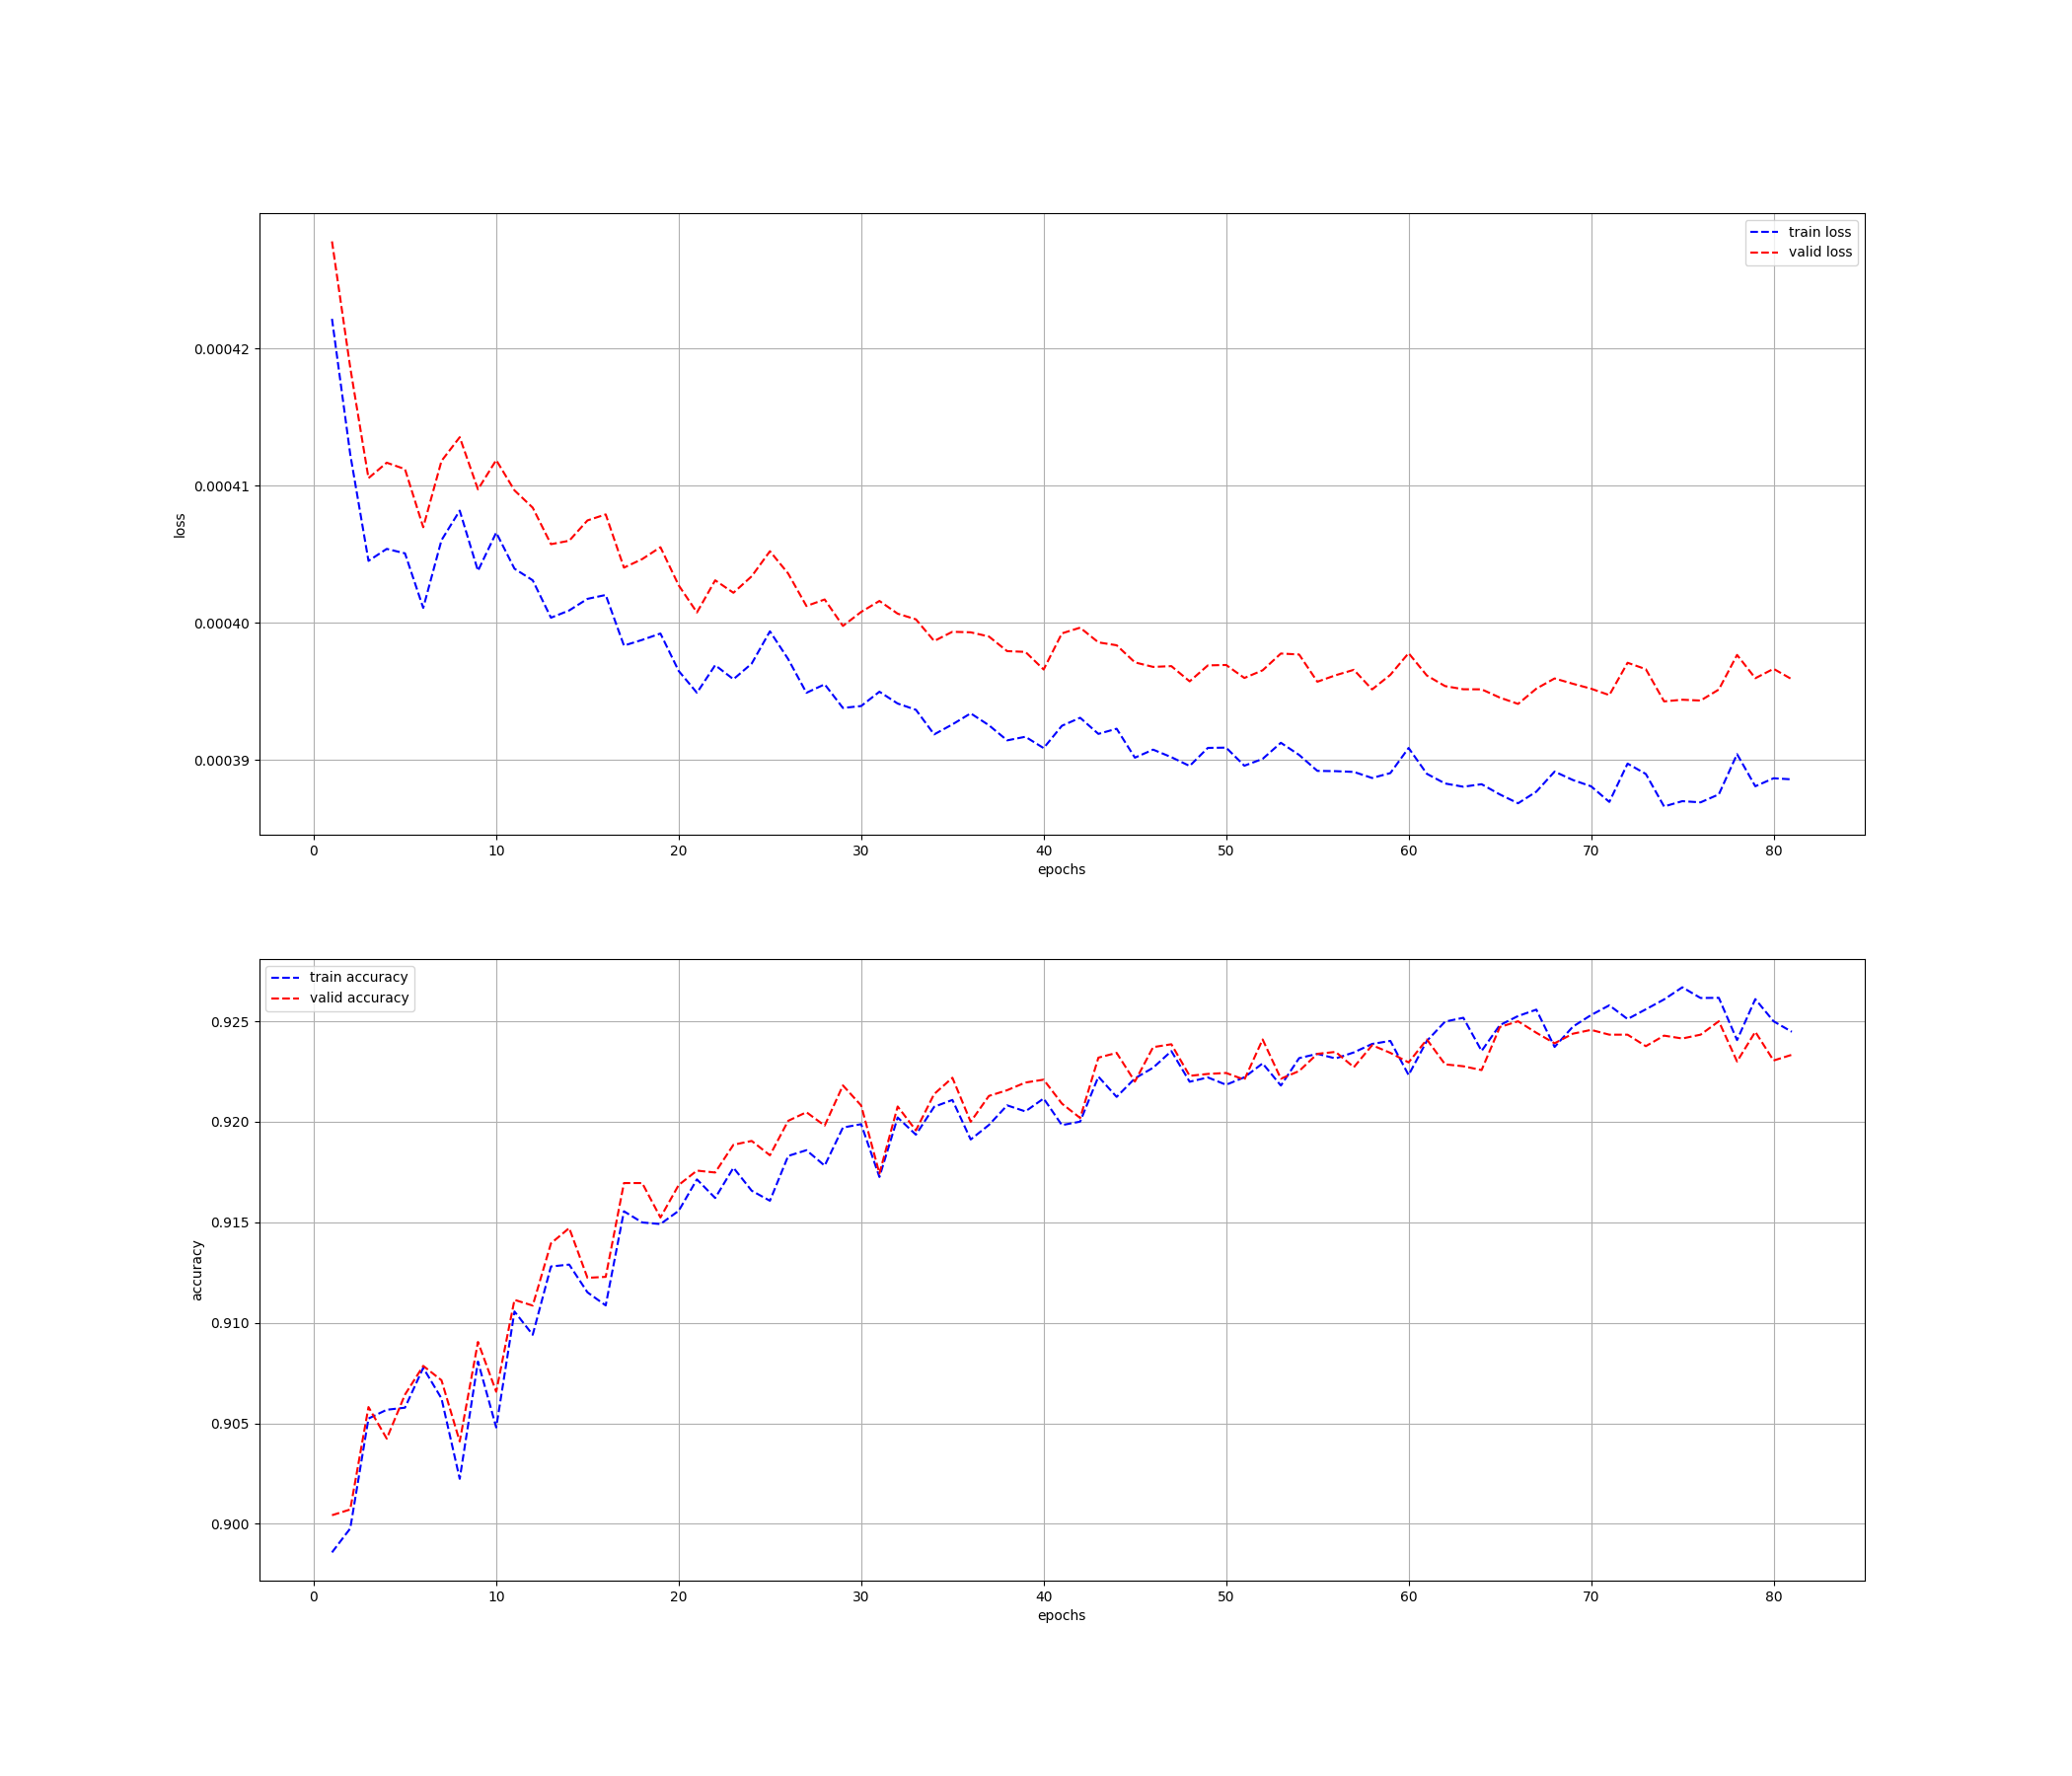 train loss
valid loss
0.00042
0.00041
0.00040
0.00039
loss
0 10 20 30 40 50 60 70 80
epochs
train accuracy
valid accuracy
0.925
0.920
0.915
0.910
0.905
0.900
accuracy
0 10 20 30 40 50 60 70 80
epochs